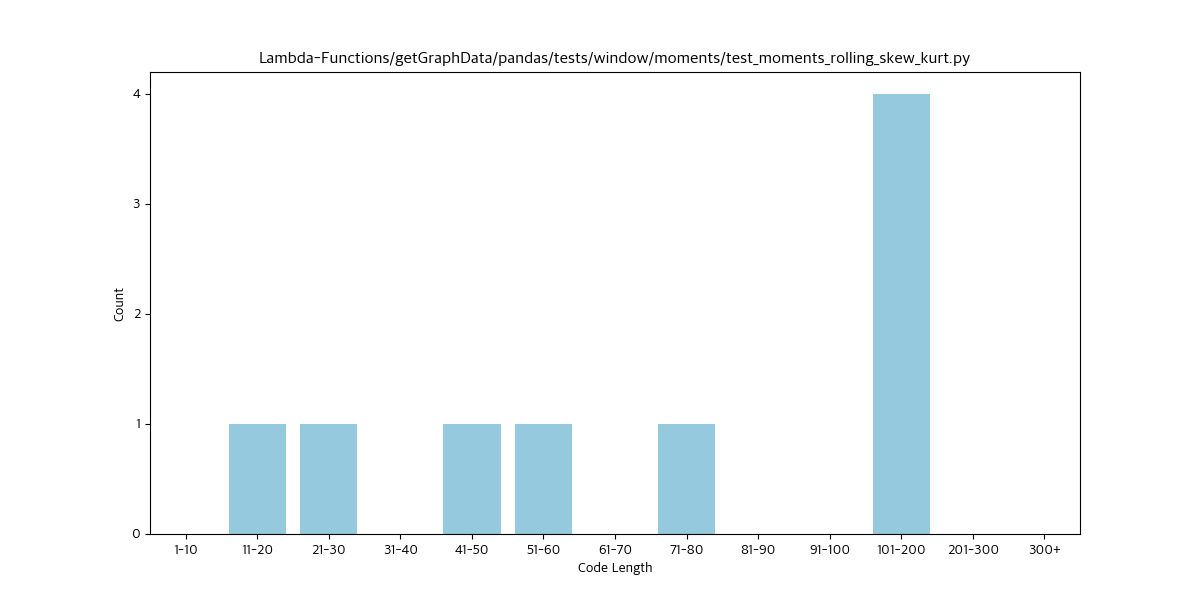 Lambda-Functions/getGraphData/pandas/tests/window/moments/test_moments_rolling_skew_kurt.py
4
3
2
1
0
Count
1-10 11-20 21-30 31-40 41-50 51-60 61-70 71-80 81-90 91-100 101-200 201-300 300+
Code Length